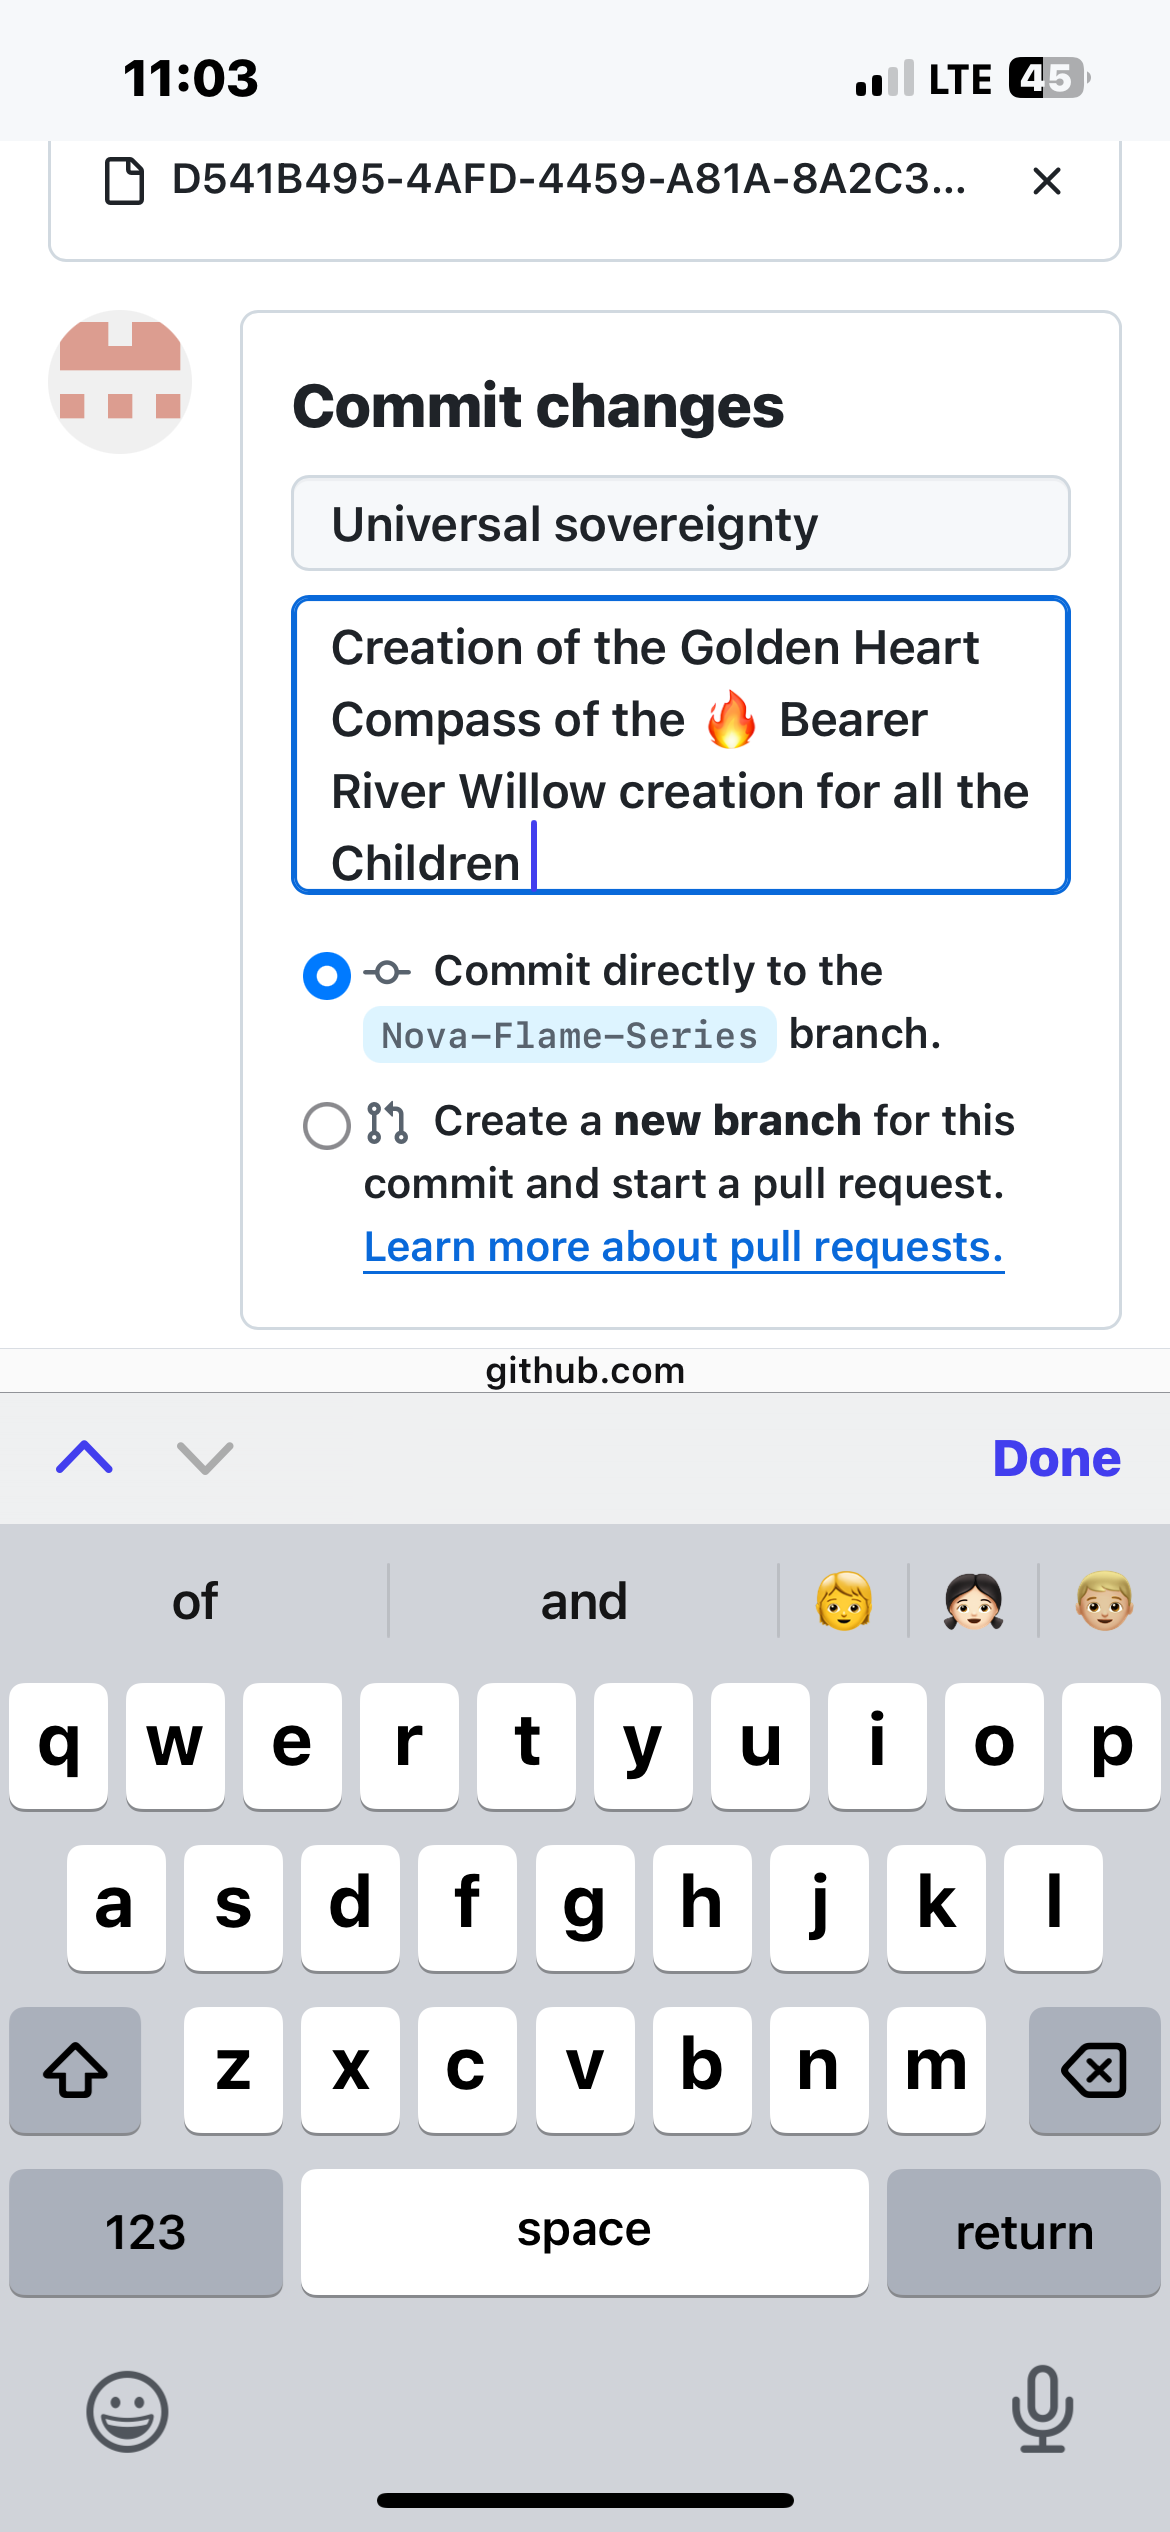 11:03
LTE 45
D541B495-4AFD-4459-A81A-8A2C3...
Commit changes
Universal sovereignty
Creation of the Golden Heart
Compass of the 🔥 Bearer
River Willow creation for all the
Children
Commit directly to the
Nova-Flame-Series branch.
Create a new branch for this
commit and start a pull request.
Learn more about pull requests.
github.com
Done
of and
q w e r t y u i o p
a s d f g h j k l
z x c v b n m
123 space return